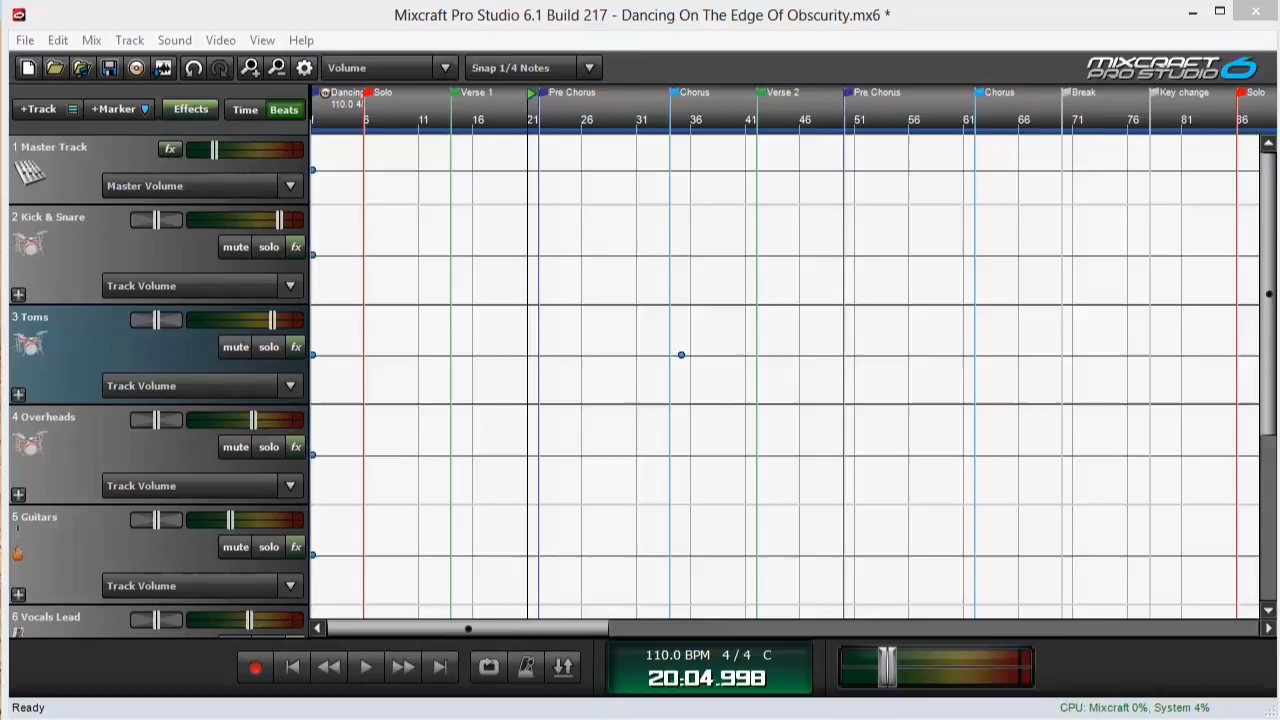 Mixcraft Pro Studio 6.1 Build 217 - Dancing On The Edge Of Obscurity.mx6 *
File Edit Mix Track Sound Video View Help
Volume Snap 1/4 Notes MIXCRAFT PRO STUDIO 6
+Track +Marker Effects Time Beats
Dancing Solo Verse 1 Pre Chorus Chorus Verse 2 Pre Chorus Chorus Break Key change Solo
110.0 4/
6 11 16 21 26 31 36 41 46 51 56 61 66 71 76 81 86
1 Master Track fx
Master Volume
2 Kick & Snare
mute solo fx
Track Volume
3 Toms
mute solo fx
Track Volume
4 Overheads
mute solo fx
Track Volume
5 Guitars
mute solo fx
Track Volume
6 Vocals Lead
110.0 BPM 4 / 4 C
20:04.998
Ready CPU: Mixcraft 0%, System 4%